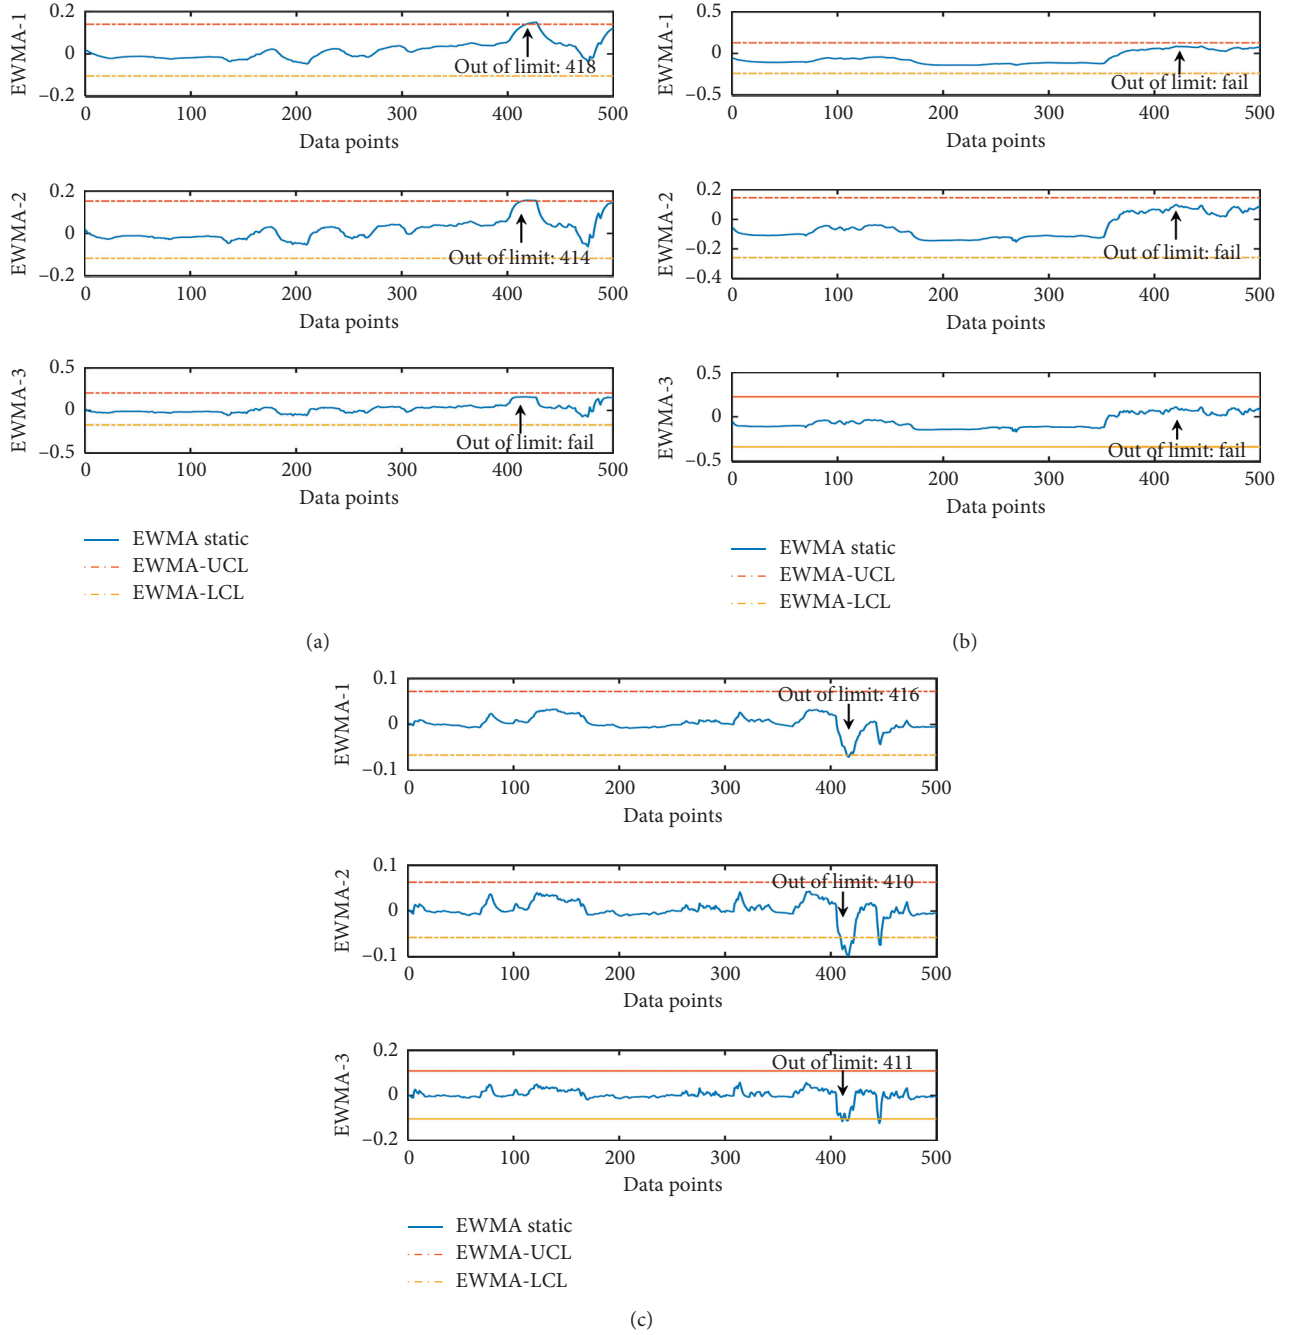 EWMA-1
0.2
0
–0.2
Out of limit: 418
0 100 200 300 400 500
Data points
EWMA-2
0.2
0
–0.2
Out of limit: 414
0 100 200 300 400 500
Data points
EWMA-3
0.5
0
–0.5
Out of limit: fail
0 100 200 300 400 500
Data points
EWMA static
EWMA-UCL
EWMA-LCL
(a)
EWMA-1
0.5
0
–0.5
Out of limit: fail
0 100 200 300 400 500
Data points
EWMA-2
0.2
0
–0.2
–0.4
Out of limit: fail
0 100 200 300 400 500
Data points
EWMA-3
0.5
0
–0.5
Out of limit: fail
0 100 200 300 400 500
Data points
EWMA static
EWMA-UCL
EWMA-LCL
(b)
EWMA-1
0.1
0
–0.1
Out of limit: 416
0 100 200 300 400 500
Data points
EWMA-2
0.1
0
–0.1
Out of limit: 410
0 100 200 300 400 500
Data points
EWMA-3
0.2
0
–0.2
Out of limit: 411
0 100 200 300 400 500
Data points
EWMA static
EWMA-UCL
EWMA-LCL
(c)